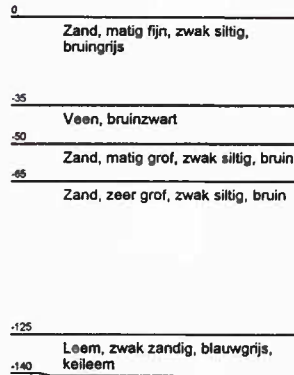 0
Zand, matig fijn, zwak siltig,
bruingrijs
-35
Veen, bruinzwart
-50
Zand, matig grof, zwak siltig, bruin
-65
Zand, zeer grof, zwak siltig, bruin
-125
Leem, zwak zandig, blauwgrijs,
keileem
-140